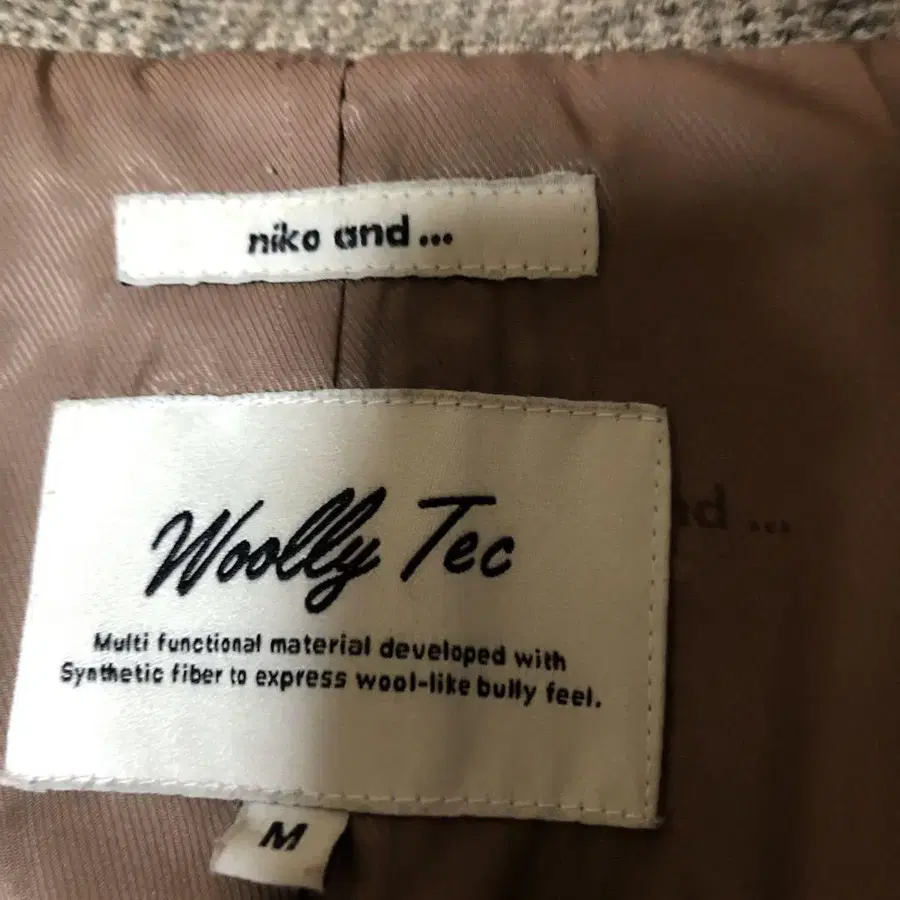 niko and...
Woolly Tec
Multi functional material developed with
Synthetic fiber to express wool-like bully feel.
M
d ...